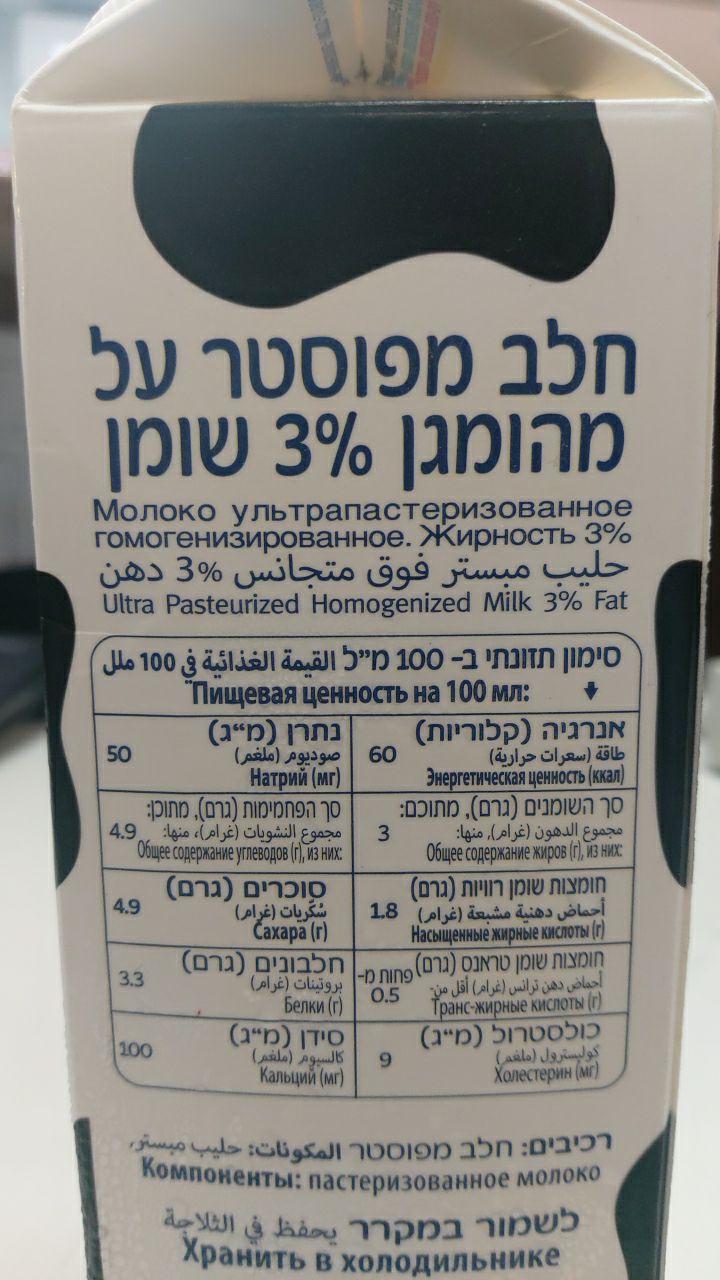 חלב מפוסטר על
מהומגן 3% שומן
Молоко ультрапастеризованное
гомогенизированное. Жирность 3%
حليب مبستر فوق متجانس 3% دهن
Ultra Pasteurized Homogenized Milk 3% Fat
סימון תזונתי ב- 100 מ"ל القيمة الغذائية في 100 ملل
Пищевая ценность на 100 мл:
אנרגיה (קלוריות)
طاقة (سعرات حرارية)
Энергетическая ценность (ккал)
60
נתרן (מ"ג)
صوديوم (ملغم)
Натрий (мг)
50
סך השומנים (גרם), מתוכם:
مجموع الدهون (غرام), منها:
Общее содержание жиров (г), из них:
3
סך הפחמימות (גרם), מתוכן:
مجموع النشويات (غرام)، منها:
Общее содержание углеводов (г), из них:
4.9
חומצות שומן רוויות (גרם)
أحماض دهنية مشبعة (غرام)
Насыщенные жирные кислоты (г)
1.8
סוכרים (גרם)
سُكّريات (غرام)
Сахара (г)
4.9
חומצות שומן טראנס (גרם) פחות מ-
أحماض دهن ترانس (غرام) أقل من-
Транс-жирные кислоты (г)
0.5
חלבונים (גרם)
بروتينات (غرام)
Белки (г)
3.3
כולסטרול (מ"ג)
كوليسترول (ملغم)
Холестерин (мг)
9
סידן (מ"ג)
كالسيوم (ملغم)
Кальций (мг)
100
רכיבים: חלב מפוסטר المكونات: حليب مبستر.
Компоненты: пастеризованное молоко
לשמור במקרר يحفظ في الثلاجة
Хранить в холодильнике